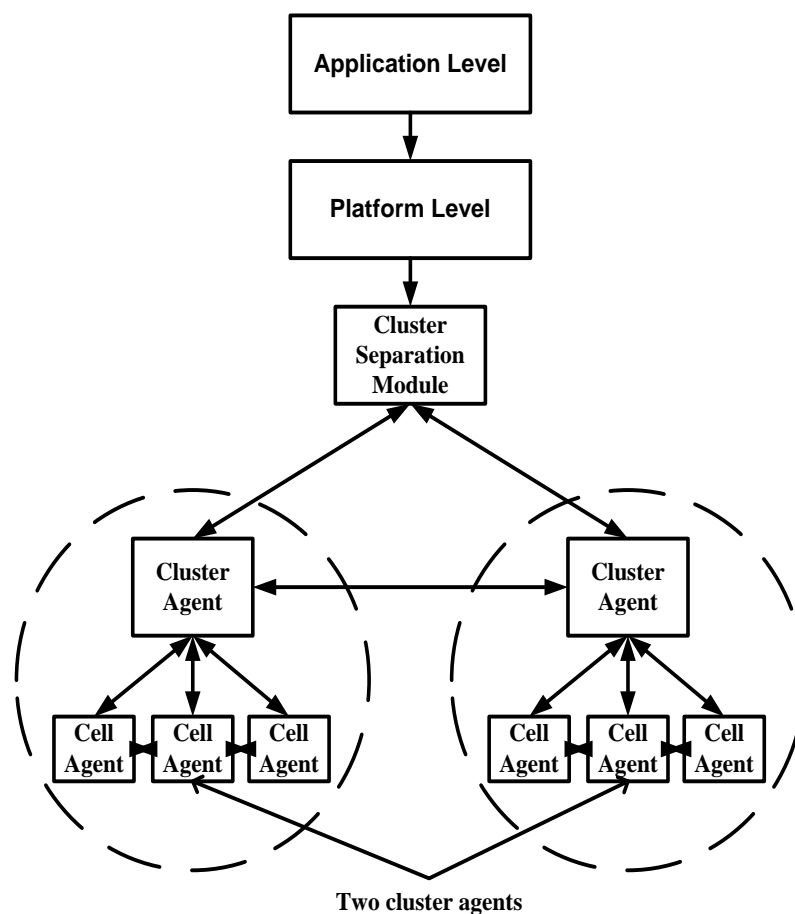 Application Level
Platform Level
Cluster
Separation
Module
Cluster
Agent
Cluster
Agent
Cell
Agent
Cell
Agent
Cell
Agent
Cell
Agent
Cell
Agent
Cell
Agent
Two cluster agents